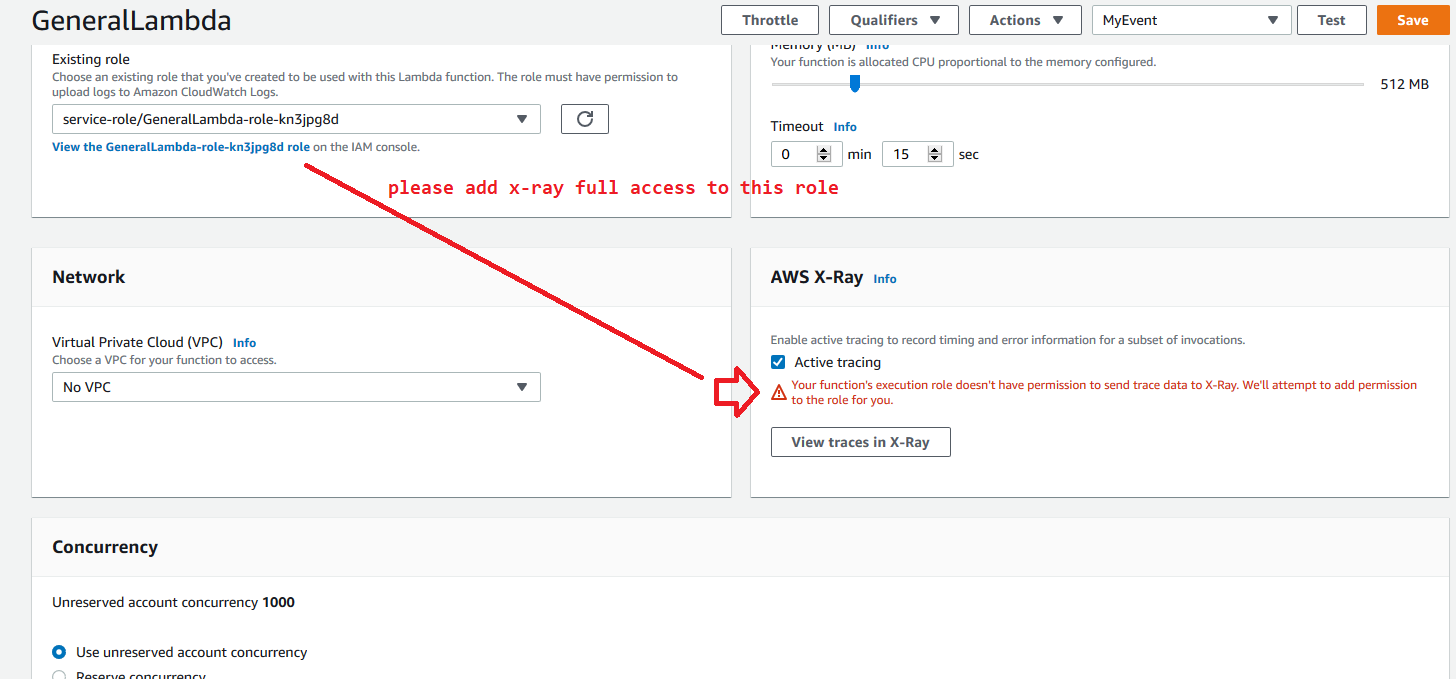 GeneralLambda
Throttle
Qualifiers
Actions
MyEvent
Test
Save
Existing role
Choose an existing role that you've created to be used with this Lambda function. The role must have permission to
upload logs to Amazon CloudWatch Logs.
service-role/GeneralLambda-role-kn3jpg8d
View the GeneralLambda-role-kn3jpg8d role on the IAM console.
Memory (MB) Info
Your function is allocated CPU proportional to the memory configured.
512 MB
Timeout Info
0 min 15 sec
please add x-ray full access to this role
Network
Virtual Private Cloud (VPC) Info
Choose a VPC for your function to access.
No VPC
AWS X-Ray Info
Enable active tracing to record timing and error information for a subset of invocations.
Active tracing
Your function's execution role doesn't have permission to send trace data to X-Ray. We'll attempt to add permission
to the role for you.
View traces in X-Ray
Concurrency
Unreserved account concurrency 1000
Use unreserved account concurrency
Reserve concurrency